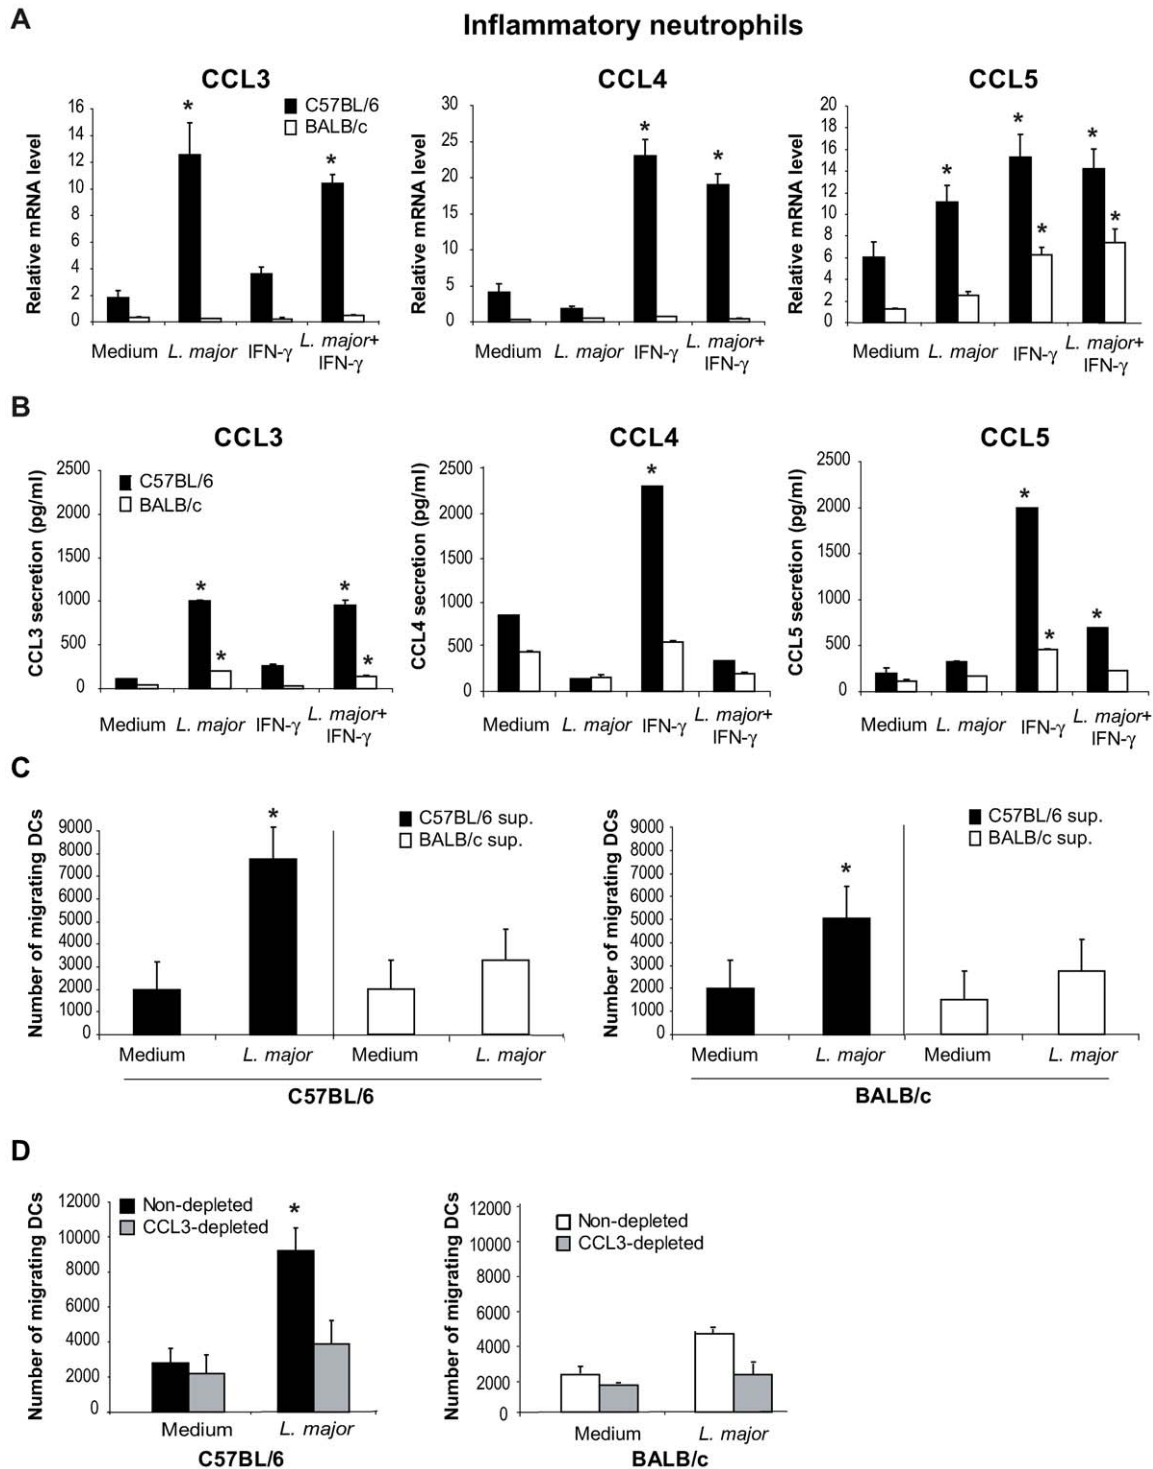 A
Inflammatory neutrophils
CCL3
C57BL/6
BALB/c
Relative mRNA level
16
14
12
10
8
6
4
2
0
*
*
Medium
L. major
IFN-γ
L. major+
IFN-γ
CCL4
Relative mRNA level
30
25
20
15
10
5
0
*
*
Medium
L. major
IFN-γ
L. major+
IFN-γ
CCL5
Relative mRNA level
20
18
16
14
12
10
8
6
4
2
0
*
*
*
*
*
Medium
L. major
IFN-γ
L. major+
IFN-γ
B
CCL3
C57BL/6
BALB/c
CCL3 secretion (pg/ml)
2500
2000
1500
1000
500
0
*
*
*
*
Medium
L. major
IFN-γ
L. major+
IFN-γ
CCL4
CCL4 secretion (pg/ml)
2500
2000
1500
1000
500
0
*
Medium
L. major
IFN-γ
L. major+
IFN-γ
CCL5
CCL5 secretion (pg/ml)
2500
2000
1500
1000
500
0
*
*
*
Medium
L. major
IFN-γ
L. major+
IFN-γ
C
Number of migrating DCs
9000
8000
7000
6000
5000
4000
3000
2000
1000
0
*
C57BL/6 sup.
BALB/c sup.
Medium
L. major
Medium
L. major
C57BL/6
Number of migrating DCs
9000
8000
7000
6000
5000
4000
3000
2000
1000
0
*
C57BL/6 sup.
BALB/c sup.
Medium
L. major
Medium
L. major
BALB/c
D
Number of migrating DCs
12000
10000
8000
6000
4000
2000
0
Non-depleted
CCL3-depleted
*
Medium
L. major
C57BL/6
Number of migrating DCs
12000
10000
8000
6000
4000
2000
0
Non-depleted
CCL3-depleted
Medium
L. major
BALB/c